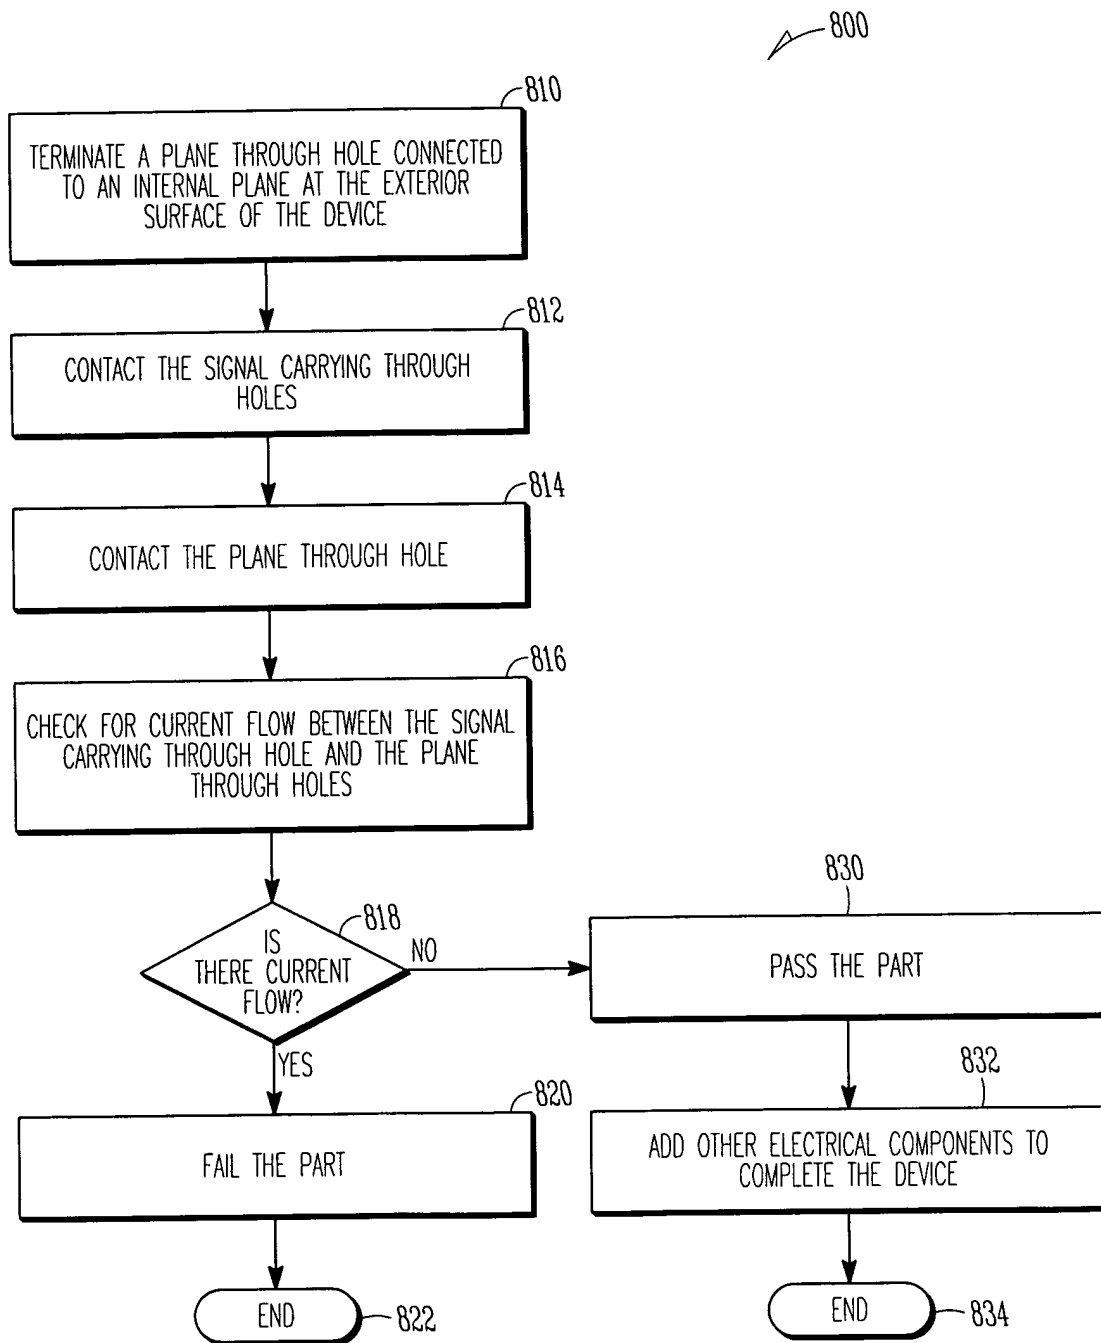 800
810
TERMINATE A PLANE THROUGH HOLE CONNECTED
TO AN INTERNAL PLANE AT THE EXTERIOR
SURFACE OF THE DEVICE
812
CONTACT THE SIGNAL CARRYING THROUGH
HOLES
814
CONTACT THE PLANE THROUGH HOLE
816
CHECK FOR CURRENT FLOW BETWEEN THE SIGNAL
CARRYING THROUGH HOLE AND THE PLANE
THROUGH HOLES
818
IS
THERE CURRENT
FLOW?
NO
YES
820
FAIL THE PART
END
822
830
PASS THE PART
832
ADD OTHER ELECTRICAL COMPONENTS TO
COMPLETE THE DEVICE
END
834